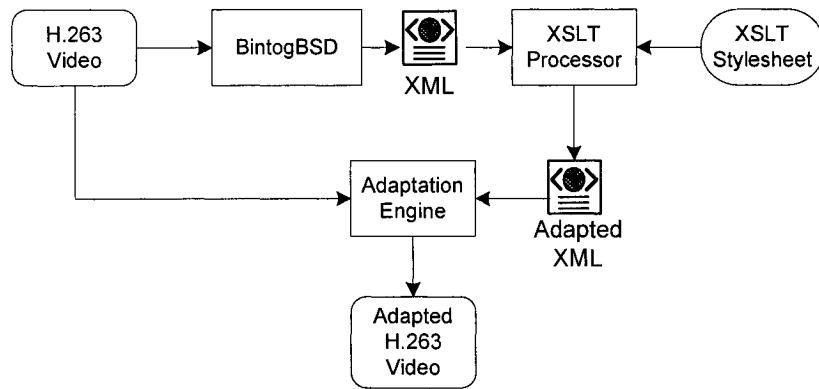 H.263
Video
BintogBSD
XML
XSLT
Processor
XSLT
Stylesheet
Adaptation
Engine
Adapted
XML
Adapted
H.263
Video